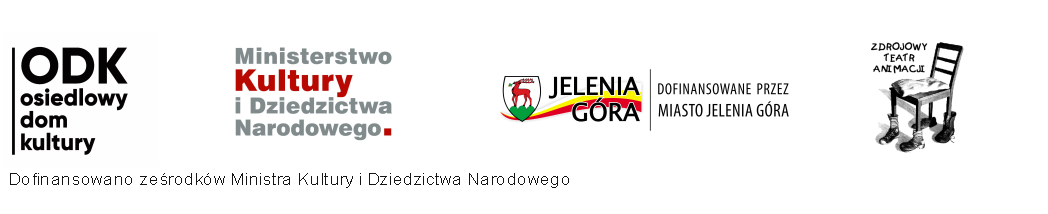 ODK
osiedlowy
dom
kultury
Ministerstwo
Kultury
i Dziedzictwa
Narodowego.
JELENIA
GÓRA
DOFINANSOWANE PRZEZ
MIASTO JELENIA GÓRA
ZDROJOWY
TEATR
ANIMACJI
Dofinansowano ześrodków Ministra Kultury i Dziedzictwa Narodowego